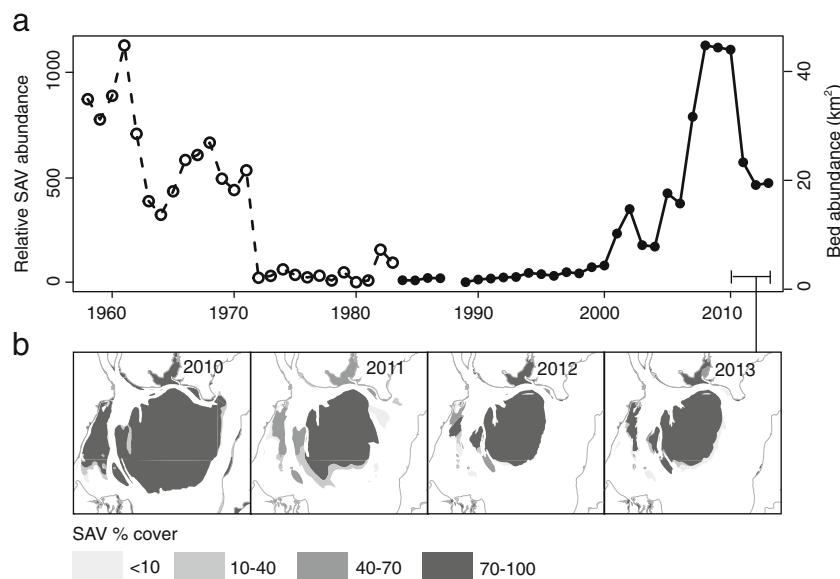 a
Relative SAV abundance
1000
500
0
40
20
0
Bed abundance (km²)
1960 1970 1980 1990 2000 2010
b
2010 2011 2012 2013
SAV % cover
<10 10-40 40-70 70-100